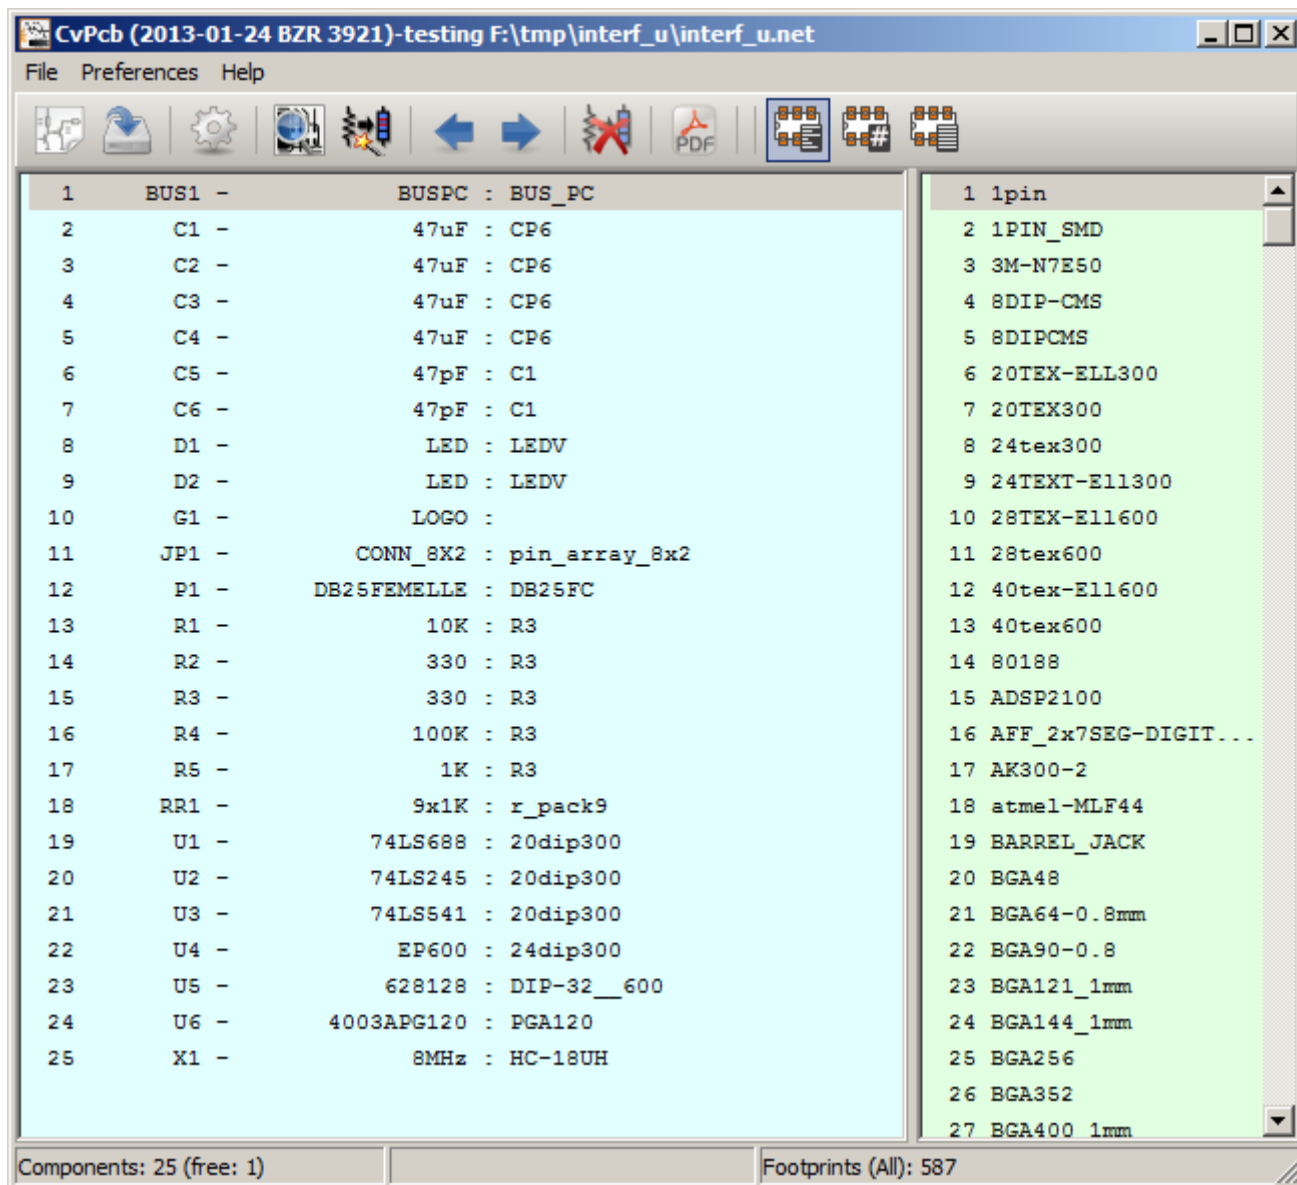 CvPcb (2013-01-24 BZR 3921)-testing F:\tmp\interf_u\interf_u.net
File Preferences Help
PDF
#
1 BUS1 - BUSPC : BUS_PC
2 C1 - 47uF : CP6
3 C2 - 47uF : CP6
4 C3 - 47uF : CP6
5 C4 - 47uF : CP6
6 C5 - 47pF : C1
7 C6 - 47pF : C1
8 D1 - LED : LEDV
9 D2 - LED : LEDV
10 G1 - LOGO :
11 JP1 - CONN_8X2 : pin_array_8x2
12 P1 - DB25FEMELLE : DB25FC
13 R1 - 10K : R3
14 R2 - 330 : R3
15 R3 - 330 : R3
16 R4 - 100K : R3
17 R5 - 1K : R3
18 RR1 - 9x1K : r_pack9
19 U1 - 74LS688 : 20dip300
20 U2 - 74LS245 : 20dip300
21 U3 - 74LS541 : 20dip300
22 U4 - EP600 : 24dip300
23 U5 - 628128 : DIP-32__600
24 U6 - 4003APG120 : PGA120
25 X1 - 8MHz : HC-18UH
1 1pin
2 1PIN_SMD
3 3M-N7E50
4 8DIP-CMS
5 8DIPCMS
6 20TEX-ELL300
7 20TEX300
8 24tex300
9 24TEXT-Ell300
10 28TEX-Ell600
11 28tex600
12 40tex-Ell600
13 40tex600
14 80188
15 ADSP2100
16 AFF_2x7SEG-DIGIT...
17 AK300-2
18 atmel-MLF44
19 BARREL_JACK
20 BGA48
21 BGA64-0.8mm
22 BGA90-0.8
23 BGA121_1mm
24 BGA144_1mm
25 BGA256
26 BGA352
27 BGA400_1mm
Components: 25 (free: 1)
Footprints (All): 587